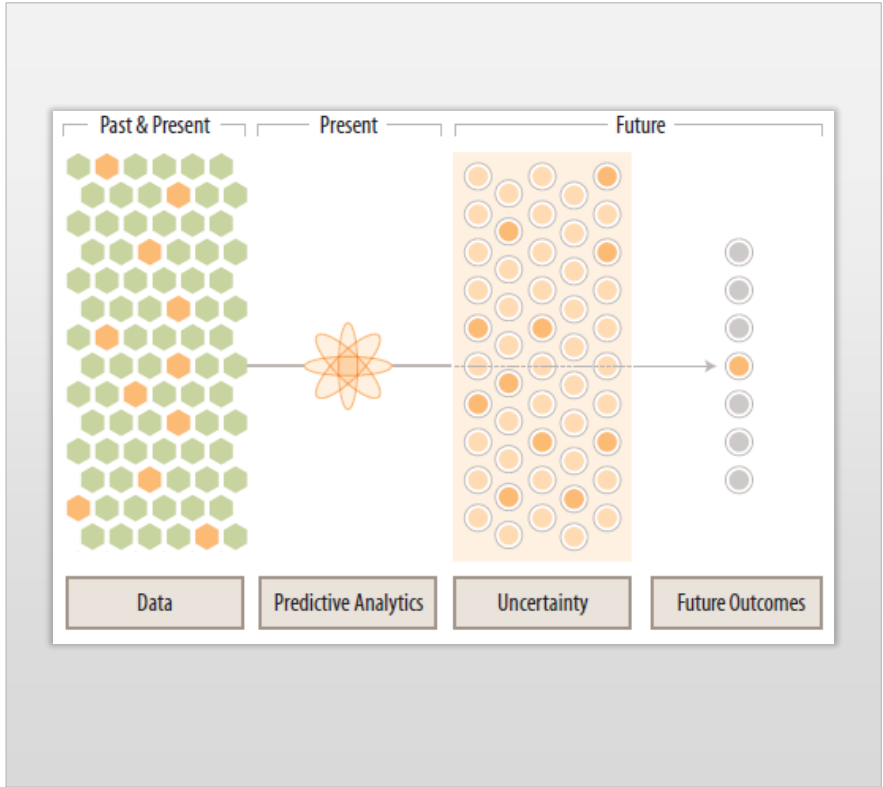 Past & Present
Present
Future
Data
Predictive Analytics
Uncertainty
Future Outcomes